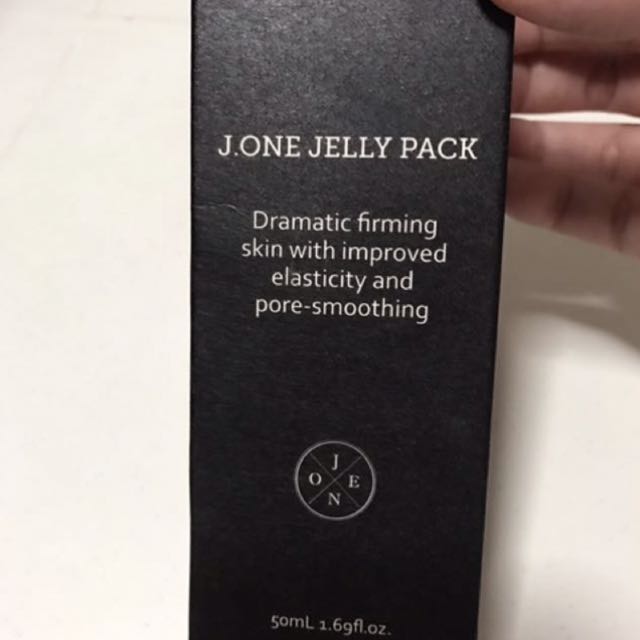 J.ONE JELLY PACK
Dramatic firming
skin with improved
elasticity and
pore-smoothing
J
O E
N
50mL 1.69fl.oz.